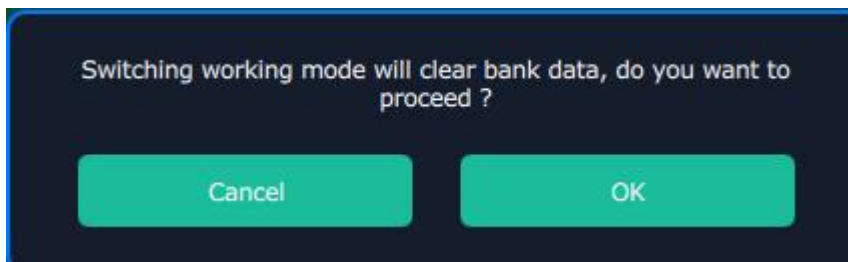 Switching working mode will clear bank data, do you want to
proceed ?
Cancel
OK